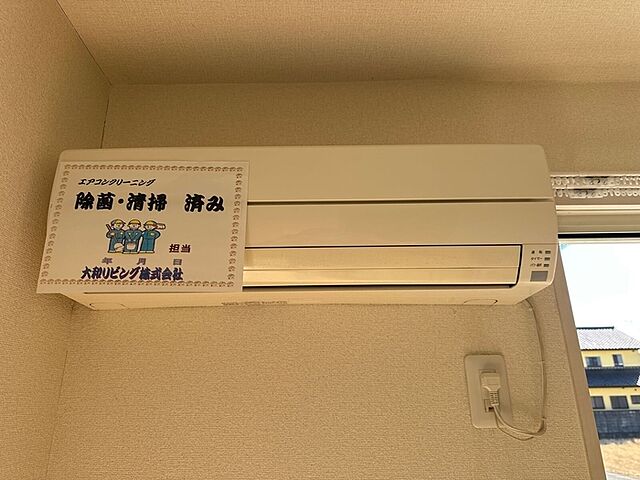 エアコンクリーニング
除菌・清掃 済み
担当
年 月 日
大和リビング株式会社